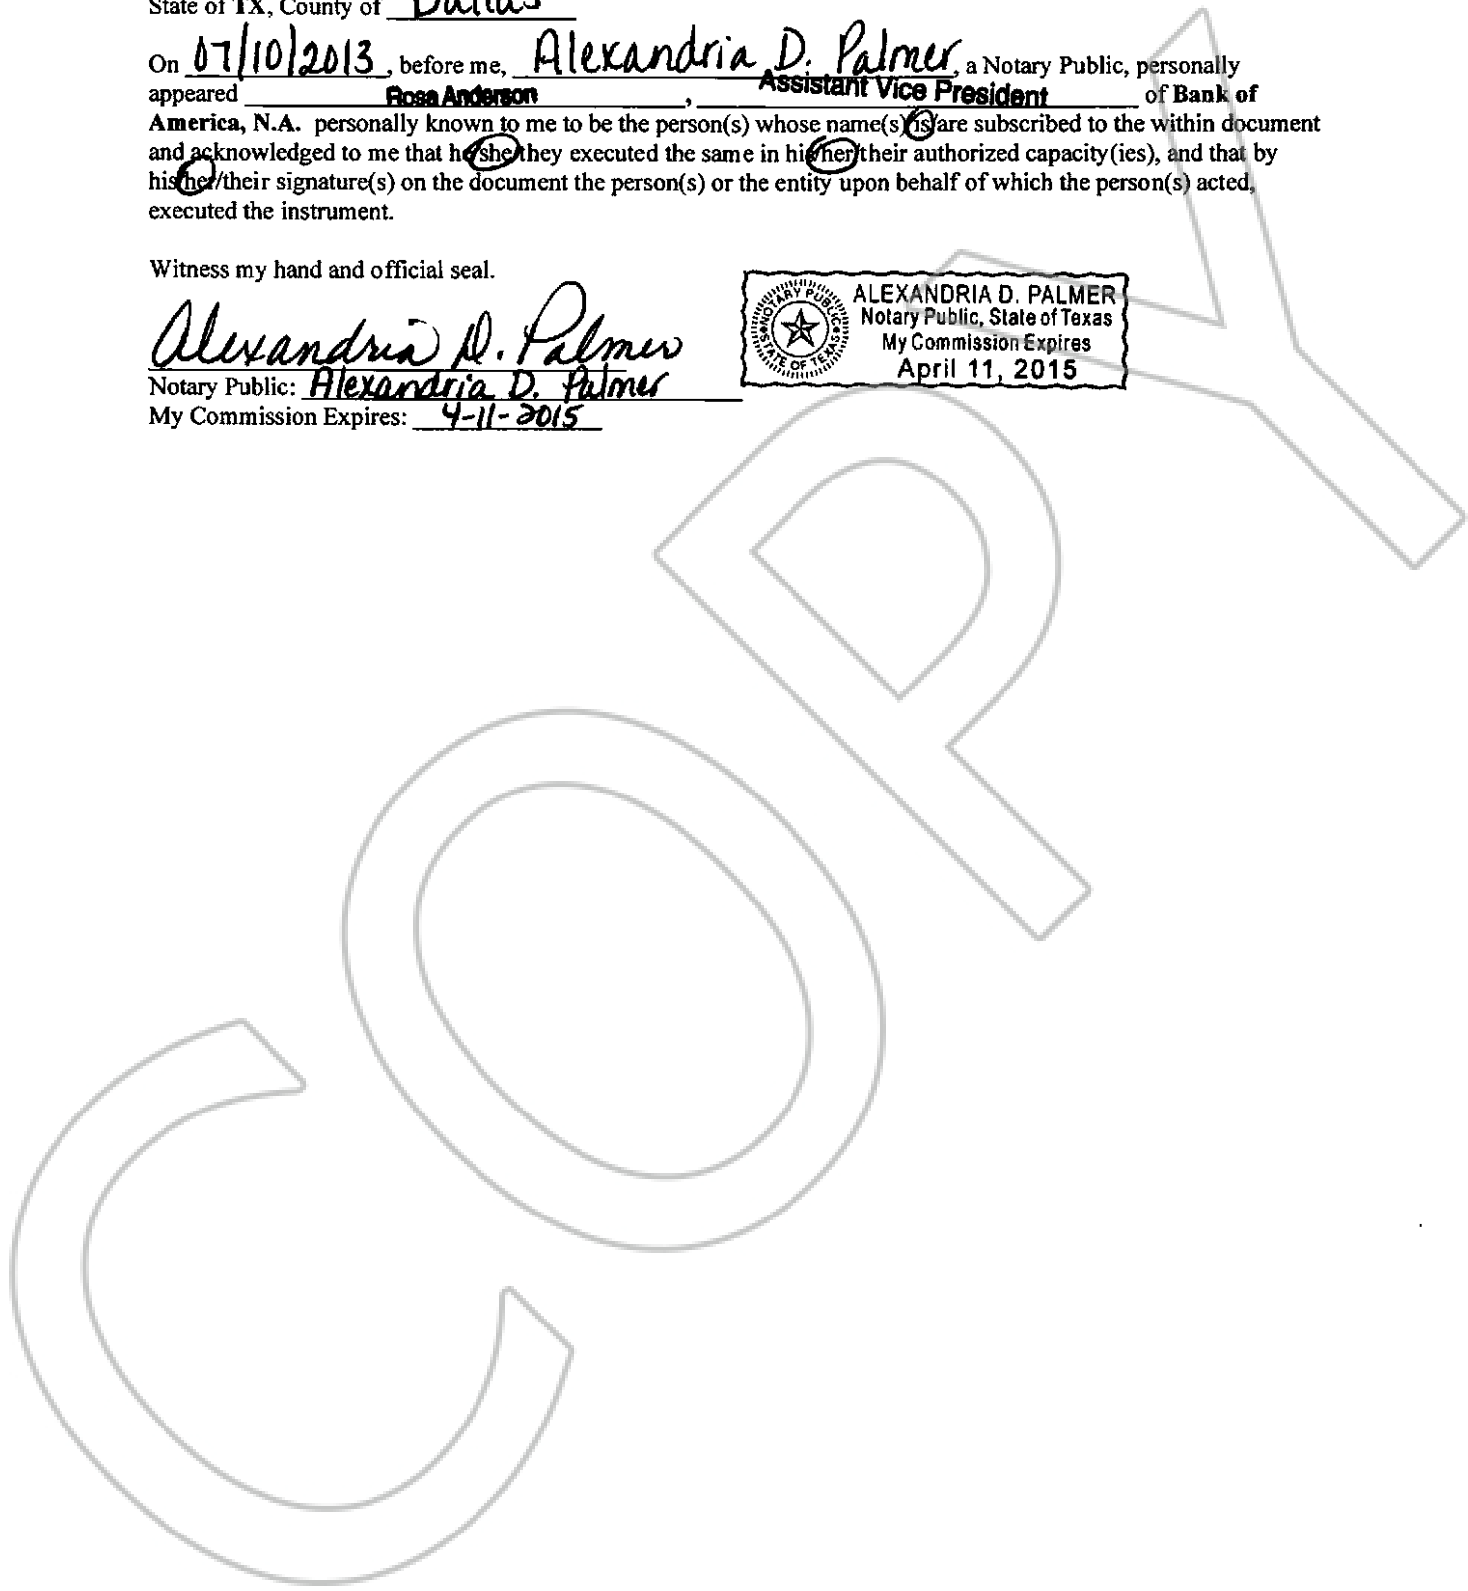 State of TX, County of Dallas
On 07/10/2013, before me, Alexandria D. Palmer, a Notary Public, personally
appeared Rosa Anderson, Assistant Vice President of Bank of
America, N.A. personally known to me to be the person(s) whose name(s) is/are subscribed to the within document
and acknowledged to me that he/she/they executed the same in his/her/their authorized capacity(ies), and that by
his/her/their signature(s) on the document the person(s) or the entity upon behalf of which the person(s) acted,
executed the instrument.
Witness my hand and official seal.
Alexandria D. Palmer
Notary Public: Alexandria D. Palmer
My Commission Expires: 4-11-2015
NOTARY PUBLIC
STATE OF TEXAS
ALEXANDRIA D. PALMER
Notary Public, State of Texas
My Commission Expires
April 11, 2015
COPY